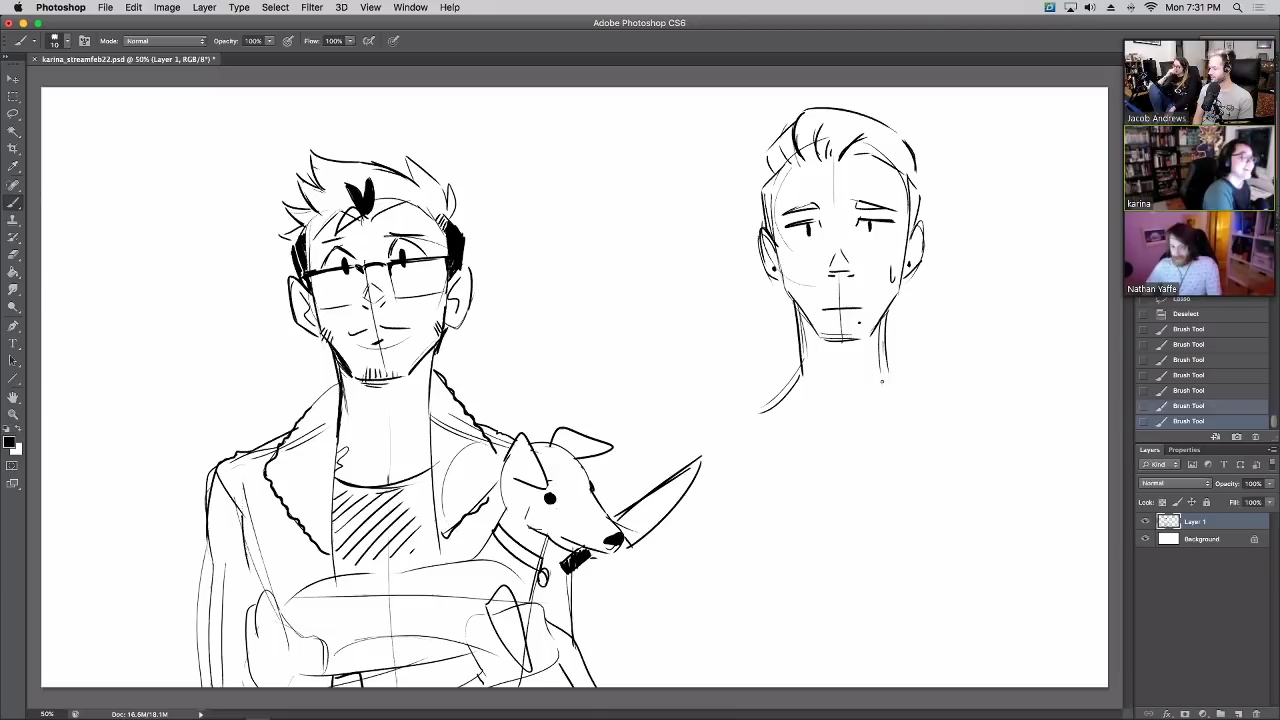 Photoshop File Edit Image Layer Type Select Filter 3D View Window Help
Mon 7:31 PM
Adobe Photoshop CS6
10 Mode: Normal Opacity: 100% Flow: 100%
karina_streamfeb22.psd @ 50% (Layer 1, RGB/8*) *
Jacob Andrews
karina
Nathan Yaffe
Lasso
Deselect
Brush Tool
Brush Tool
Brush Tool
Brush Tool
Brush Tool
Brush Tool
Brush Tool
Layers Properties
Kind
Normal Opacity: 100%
Lock: Fill: 100%
Layer 1
Background
50% Doc: 16.6M/18.1M